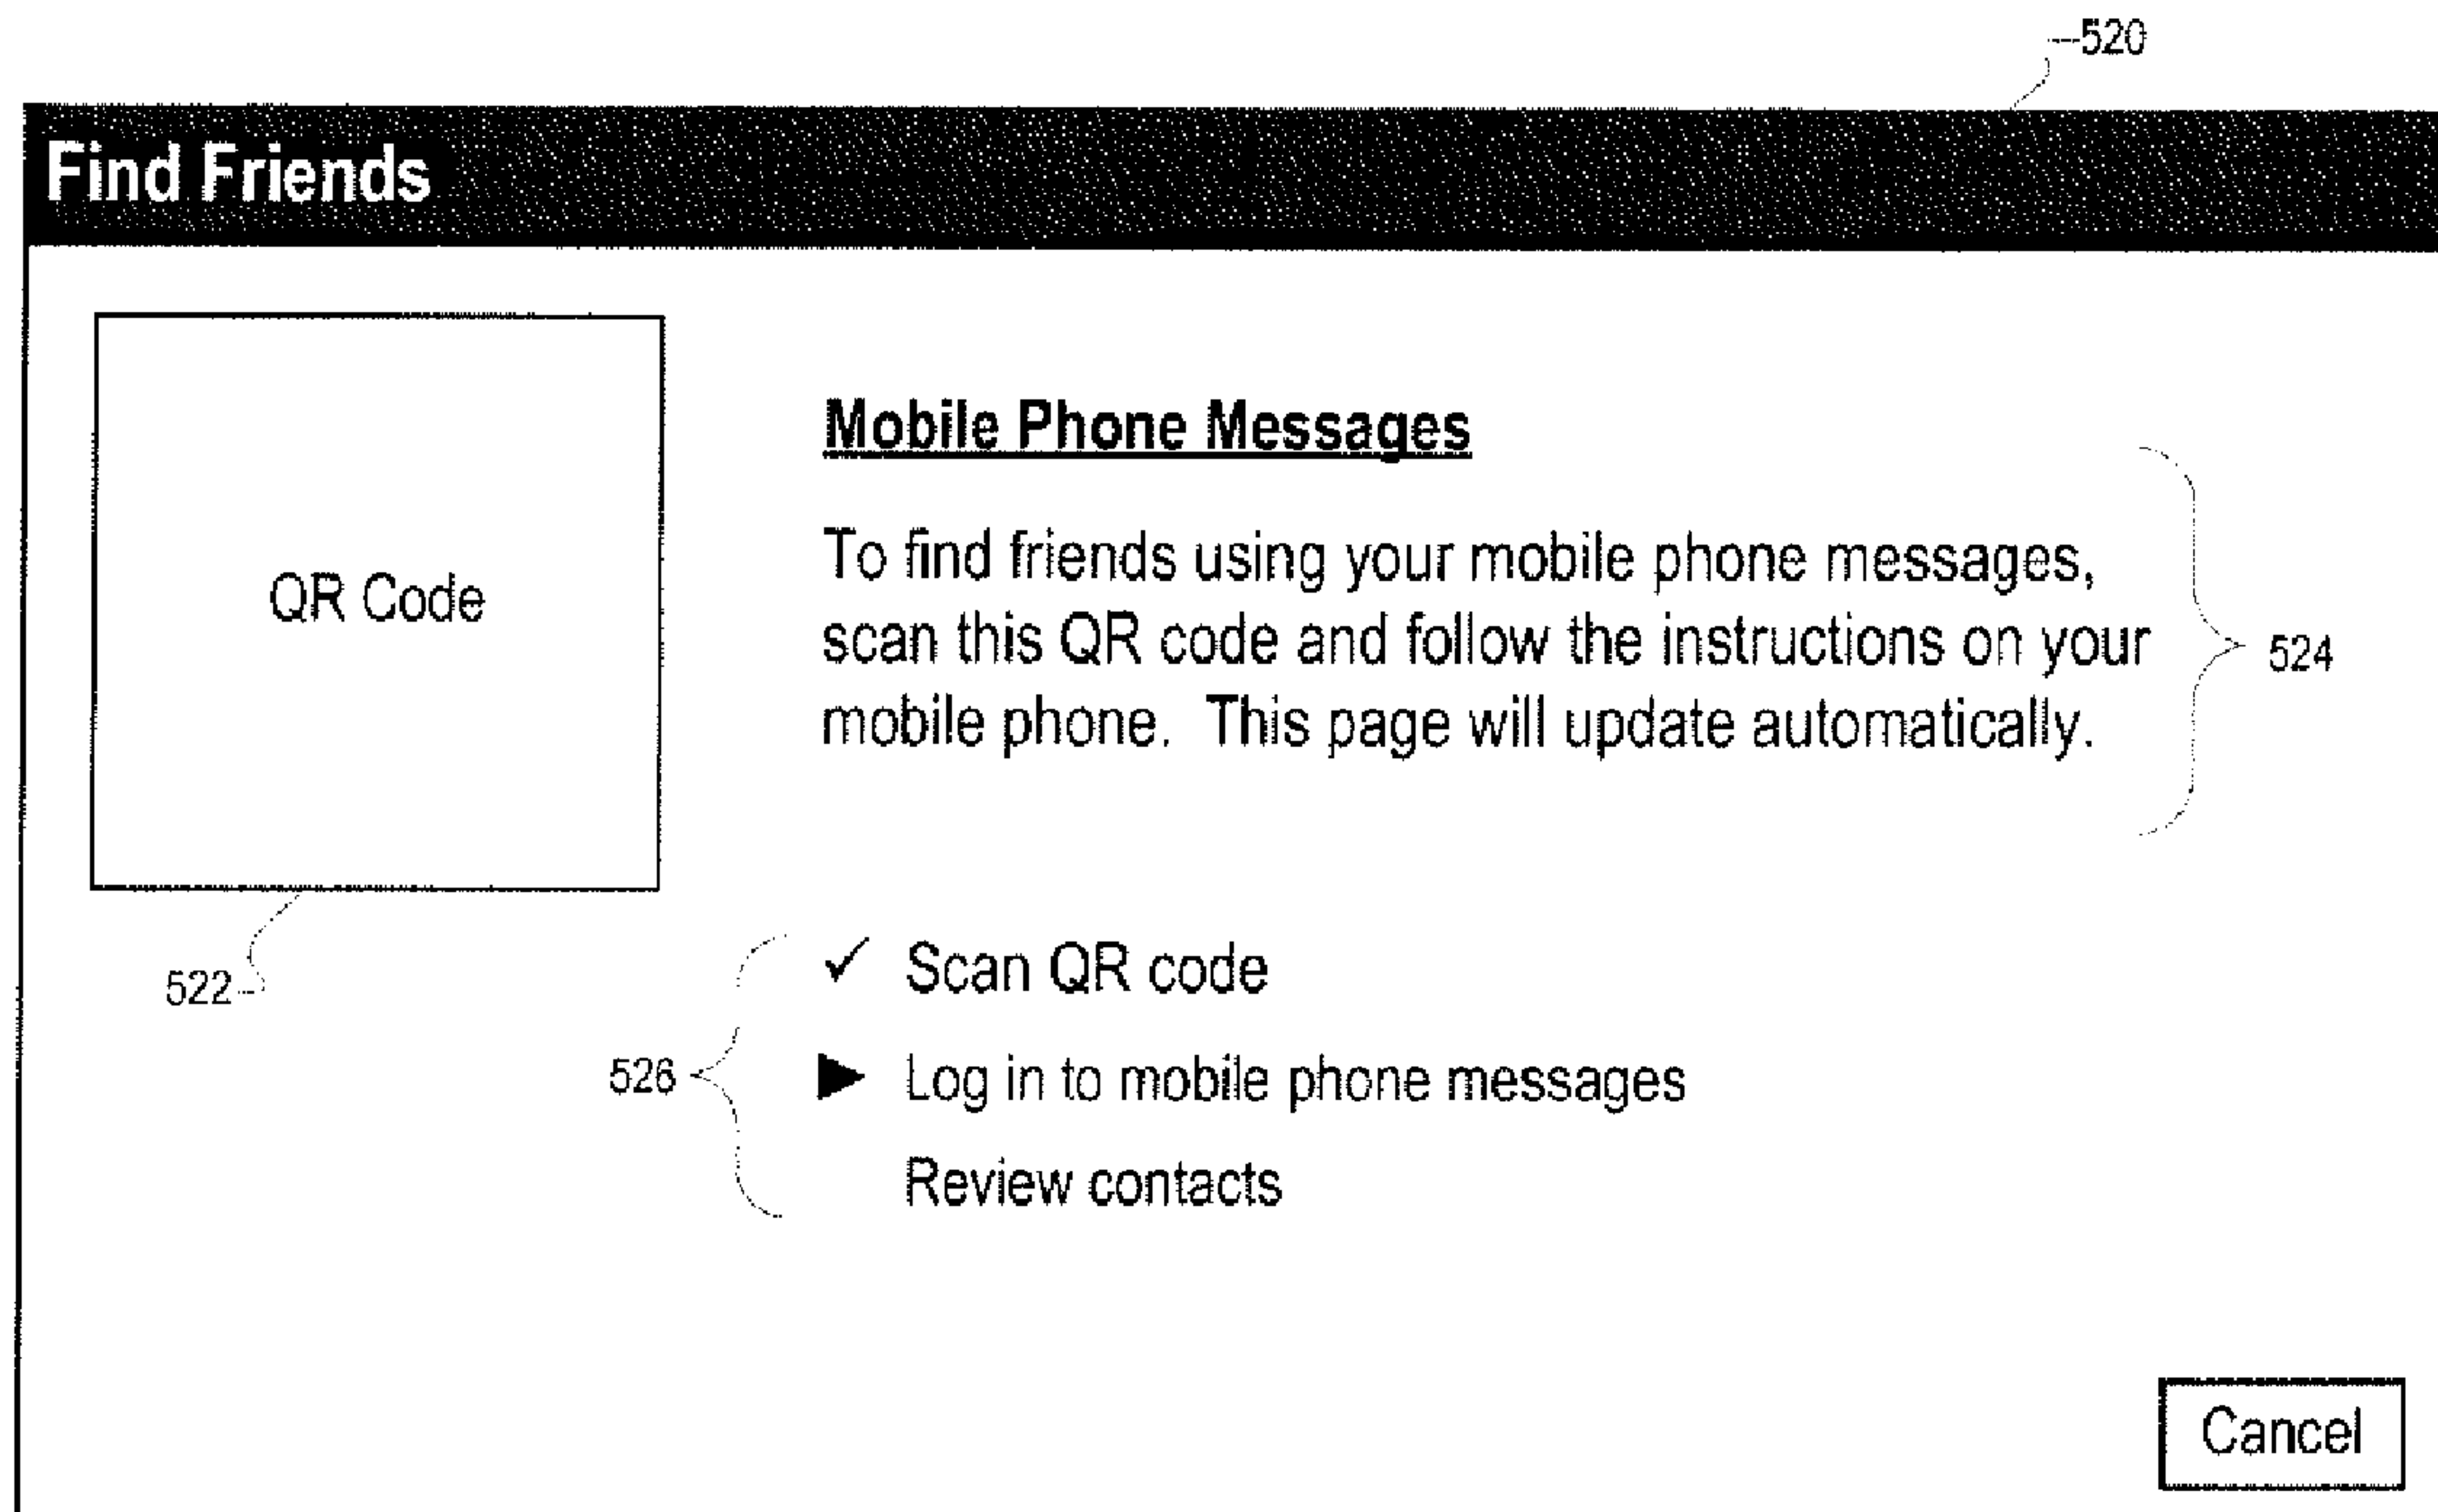 520
Find Friends
QR Code
Mobile Phone Messages
To find friends using your mobile phone messages,
scan this QR code and follow the instructions on your
mobile phone. This page will update automatically.
524
522
✓ Scan QR code
526
▶ Log in to mobile phone messages
Review contacts
Cancel